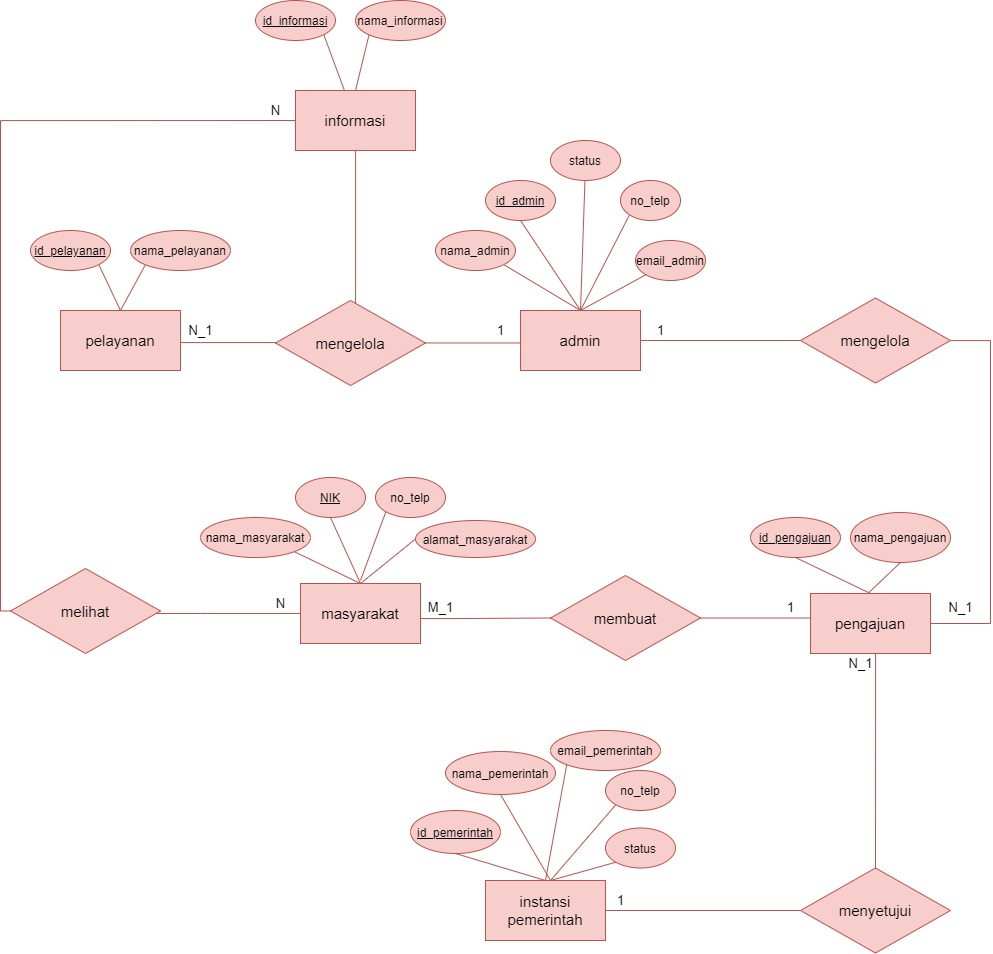 id_informasi
nama_informasi
N
informasi
status
id_admin
no_telp
id_pelayanan
nama_pelayanan
nama_admin
email_admin
pelayanan
N_1
mengelola
1
admin
1
mengelola
NIK
no_telp
nama_masyarakat
alamat_masyarakat
id_pengajuan
nama_pengajuan
melihat
N
masyarakat
M_1
membuat
1
pengajuan
N_1
N_1
email_pemerintah
nama_pemerintah
no_telp
id_pemerintah
status
instansi
pemerintah
1
menyetujui